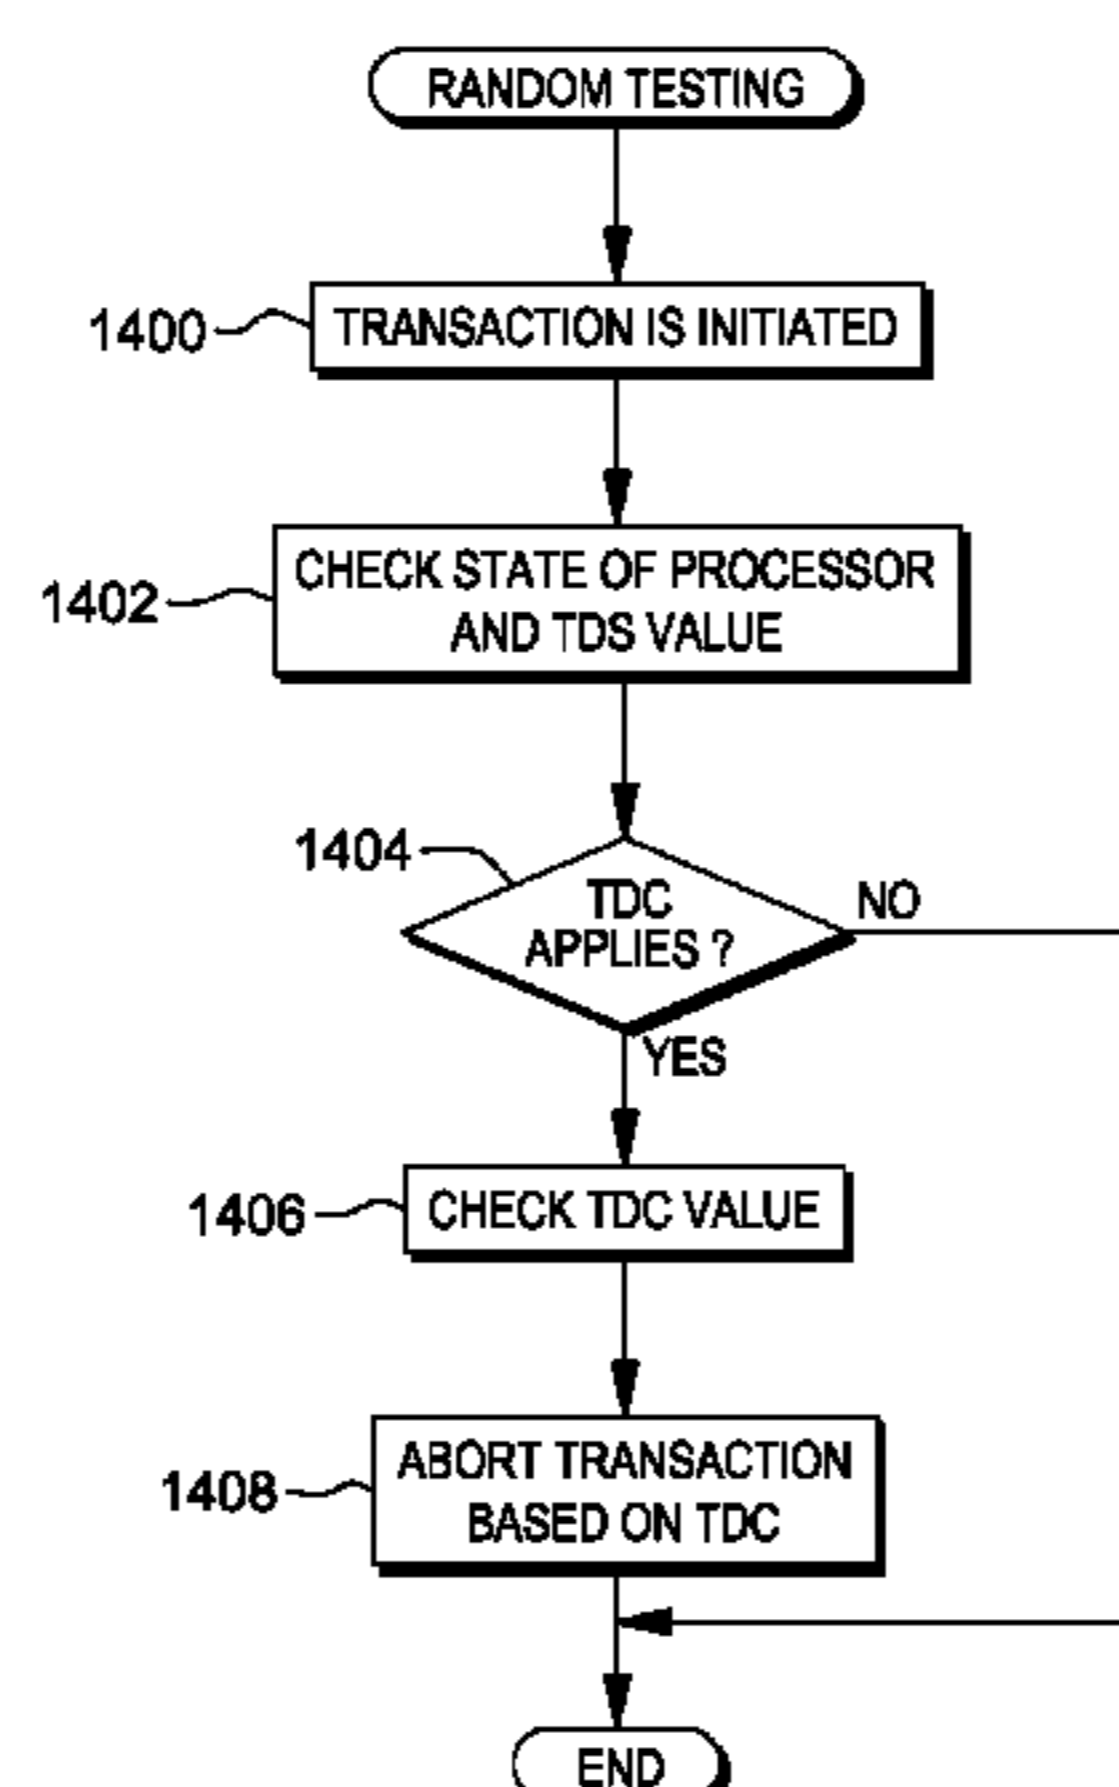 RANDOM TESTING
1400
TRANSACTION IS INITIATED
1402
CHECK STATE OF PROCESSOR
AND TDS VALUE
1404
TDC
APPLIES ?
NO
YES
1406
CHECK TDC VALUE
1408
ABORT TRANSACTION
BASED ON TDC
END